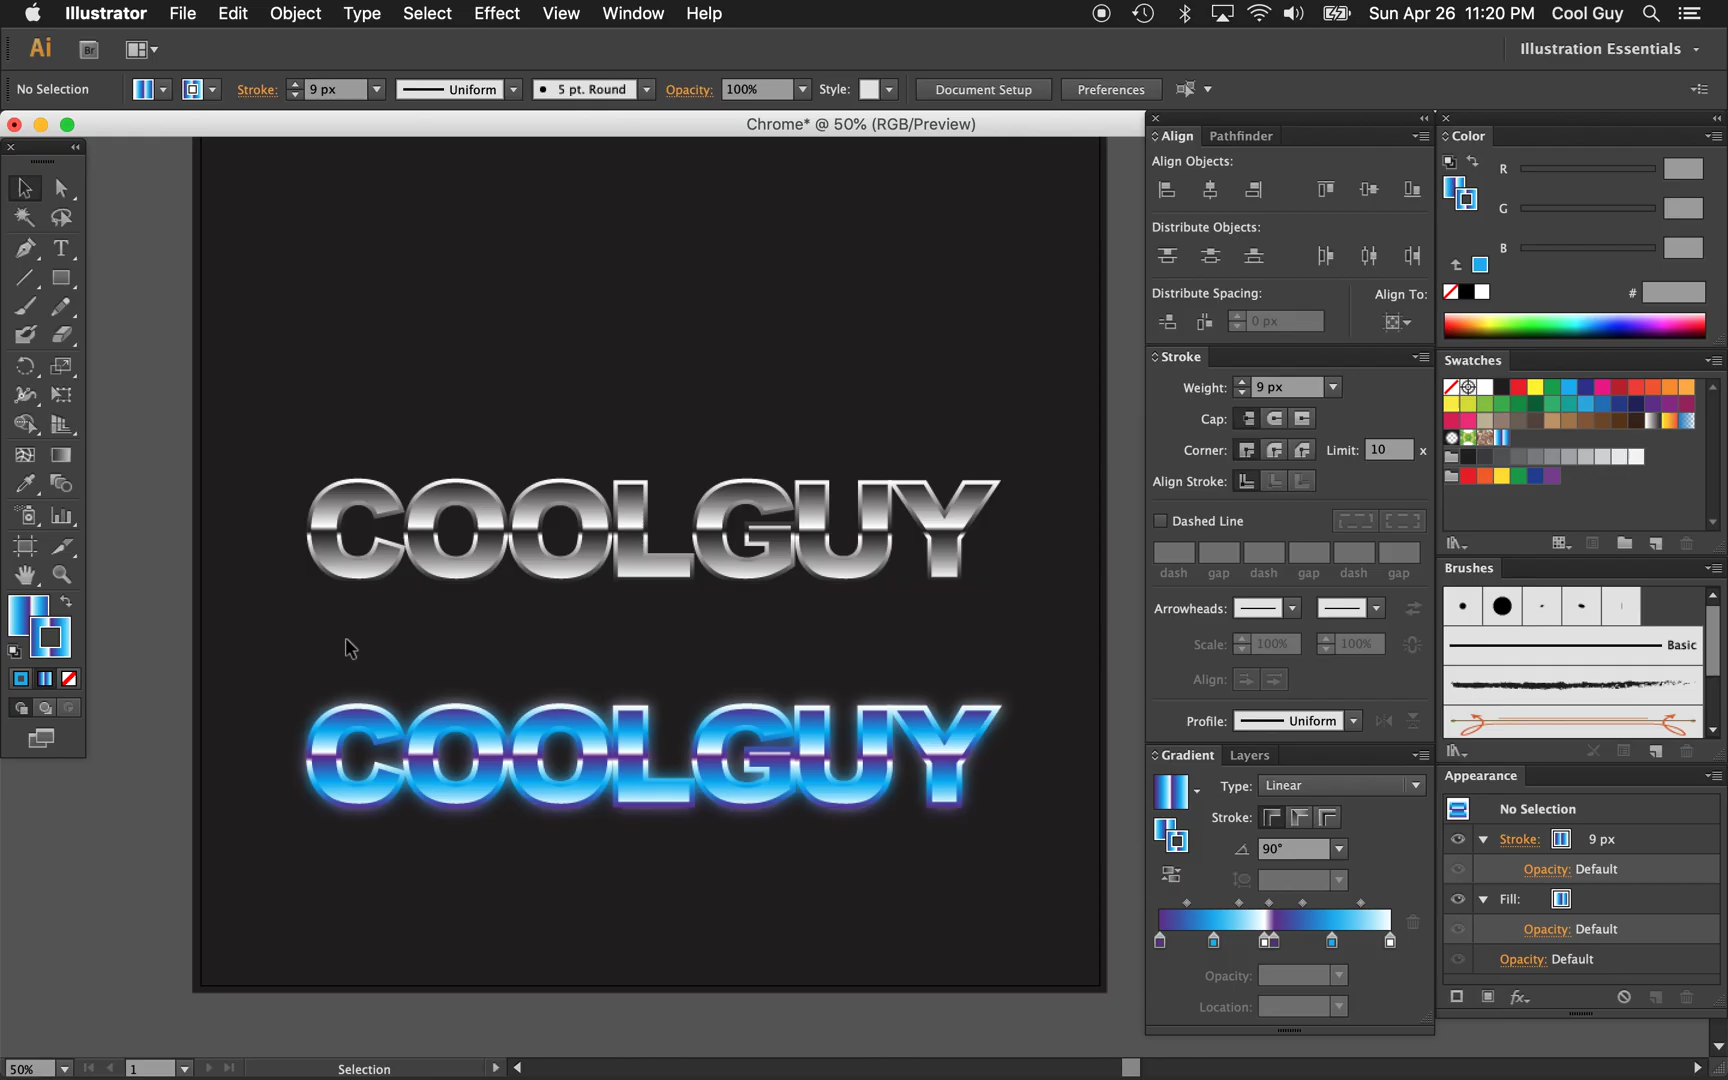 Illustrator File Edit Object Type Select Effect View Window Help Sun Apr 26 11:20 PM Cool Guy
Ai Br Illustration Essentials
No Selection Stroke: 9 px Uniform 5 pt. Round Opacity: 100% Style: Document Setup Preferences
Chrome* @ 50% (RGB/Preview)
Align Pathfinder
Align Objects:
Distribute Objects:
Distribute Spacing: Align To:
0 px
Stroke
Weight: 9 px
Cap:
Corner: Limit: 10 x
Align Stroke:
Dashed Line
dash gap dash gap dash gap
Arrowheads:
Scale: 100% 100%
Align:
Profile: Uniform
Gradient Layers
Type: Linear
Stroke:
90°
Opacity:
Location:
Color
R
G
B
#
Swatches
Brushes
Basic
Appearance
No Selection
Stroke: 9 px
Opacity: Default
Fill:
Opacity: Default
Opacity: Default
fx
T
COOLGUY
COOLGUY
50% 1 Selection